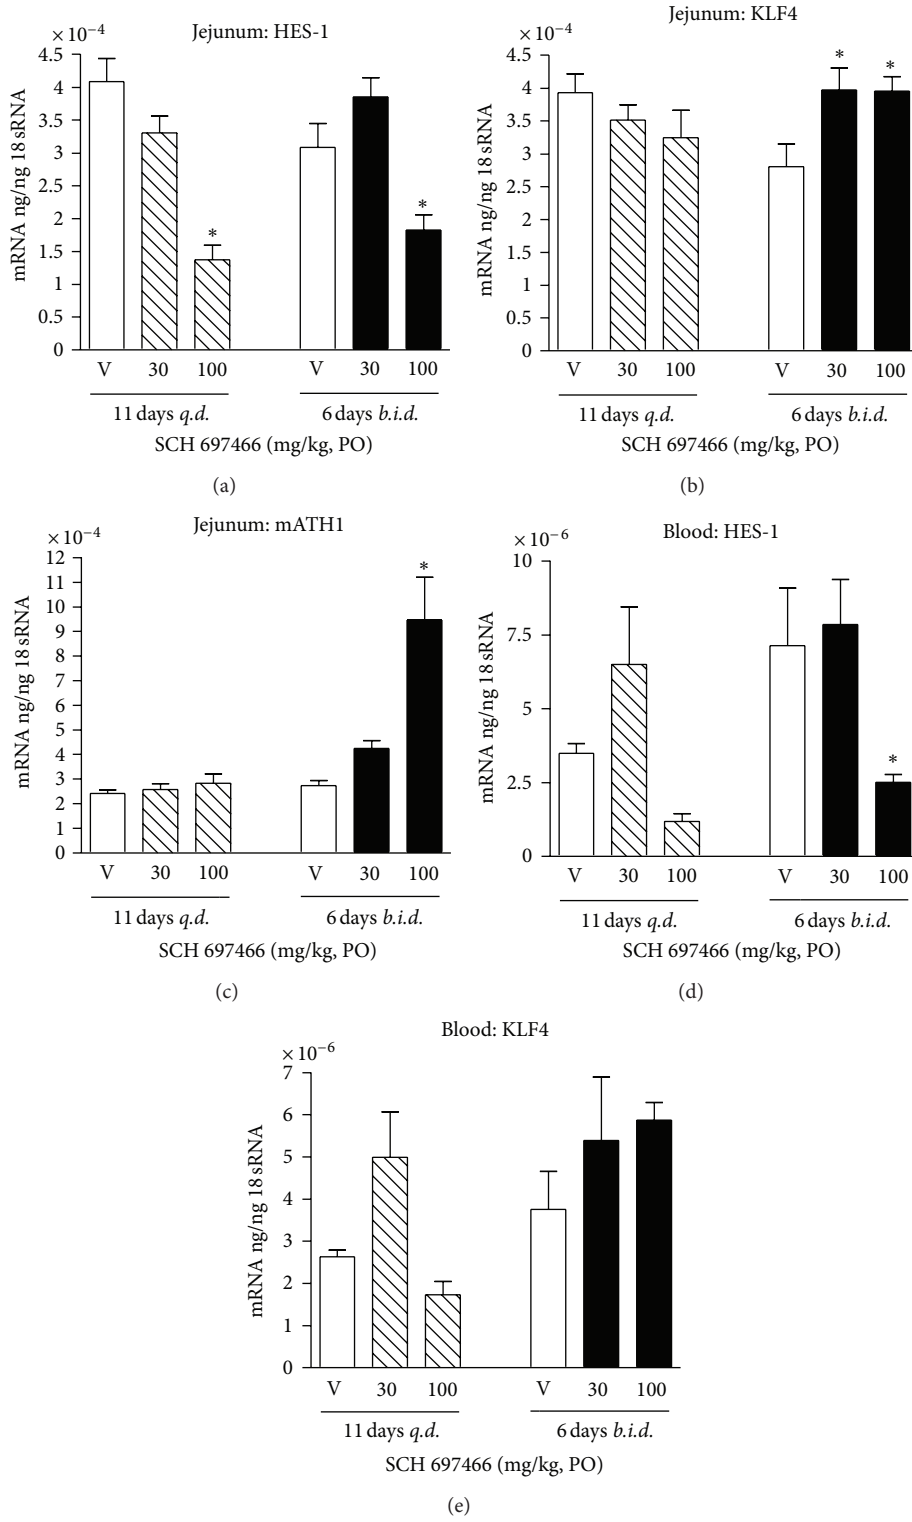 Jejunum: HES-1
×10⁻⁴
mRNA ng/ng 18 sRNA
4.5
4
3.5
3
2.5
2
1.5
1
0.5
0
*
*
V 30 100 V 30 100
11 days q.d. 6 days b.i.d.
SCH 697466 (mg/kg, PO)
(a)
Jejunum: KLF4
×10⁻⁴
mRNA ng/ng 18 sRNA
4.5
4
3.5
3
2.5
2
1.5
1
0.5
0
* *
V 30 100 V 30 100
11 days q.d. 6 days b.i.d.
SCH 697466 (mg/kg, PO)
(b)
Jejunum: mATH1
×10⁻⁴
mRNA ng/ng 18 sRNA
12
11
10
9
8
7
6
5
4
3
2
1
0
*
V 30 100 V 30 100
11 days q.d. 6 days b.i.d.
SCH 697466 (mg/kg, PO)
(c)
Blood: HES-1
×10⁻⁶
mRNA ng/ng 18 sRNA
10
7.5
5
2.5
0
*
V 30 100 V 30 100
11 days q.d. 6 days b.i.d.
SCH 697466 (mg/kg, PO)
(d)
Blood: KLF4
×10⁻⁶
mRNA ng/ng 18 sRNA
7
6
5
4
3
2
1
0
V 30 100 V 30 100
11 days q.d. 6 days b.i.d.
SCH 697466 (mg/kg, PO)
(e)